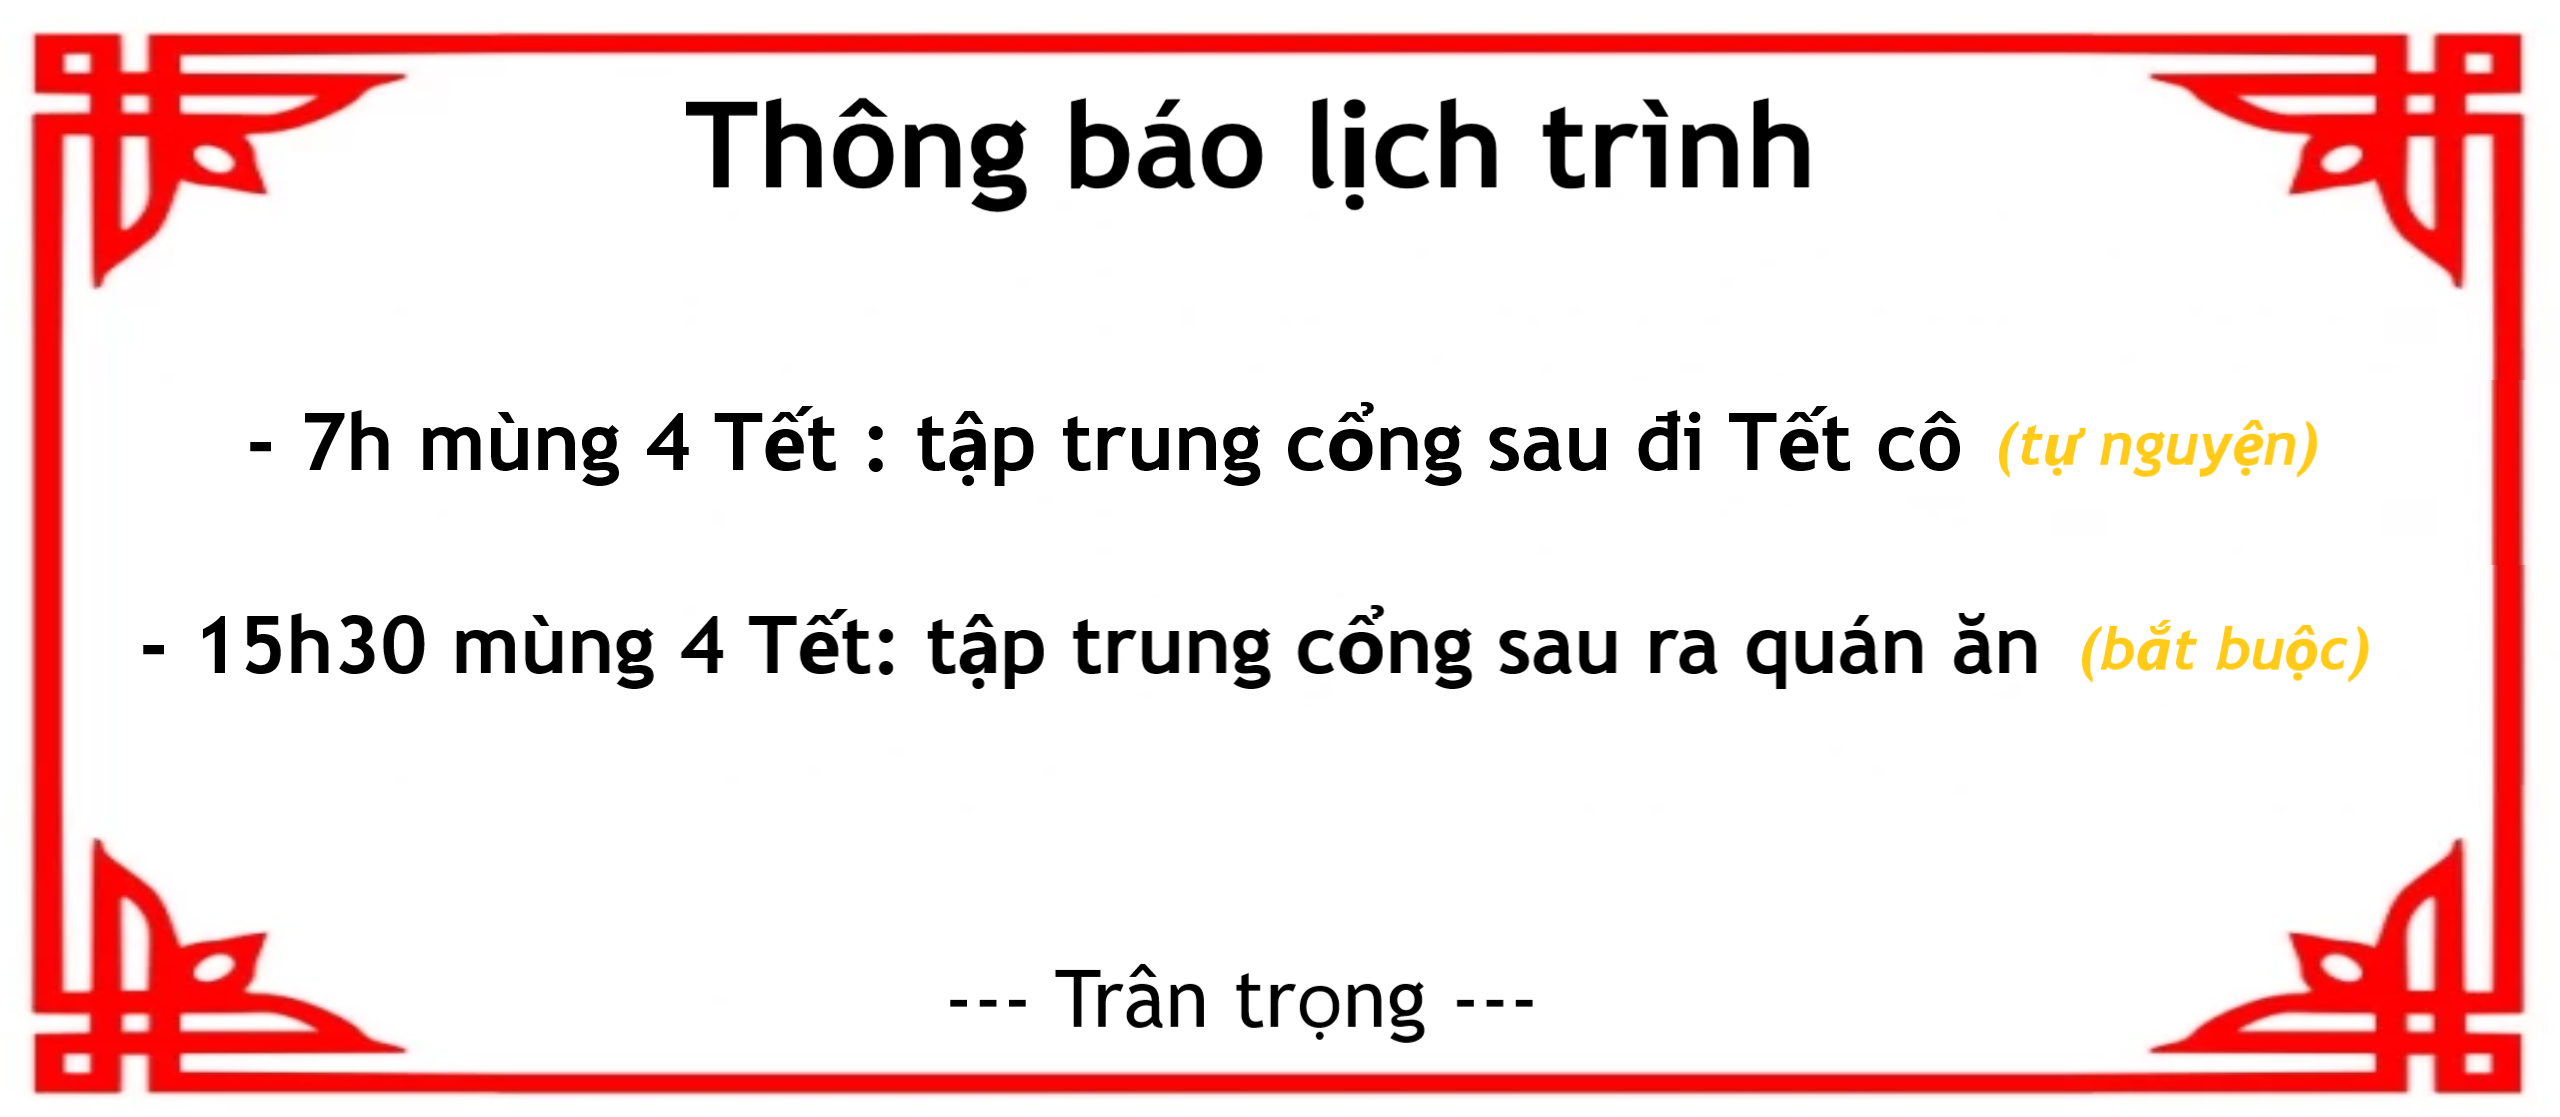 Thông báo lịch trình
- 7h mùng 4 Tết : tập trung cổng sau đi Tết cô (tự nguyện)
- 15h30 mùng 4 Tết: tập trung cổng sau ra quán ăn (bắt buộc)
--- Trân trọng ---